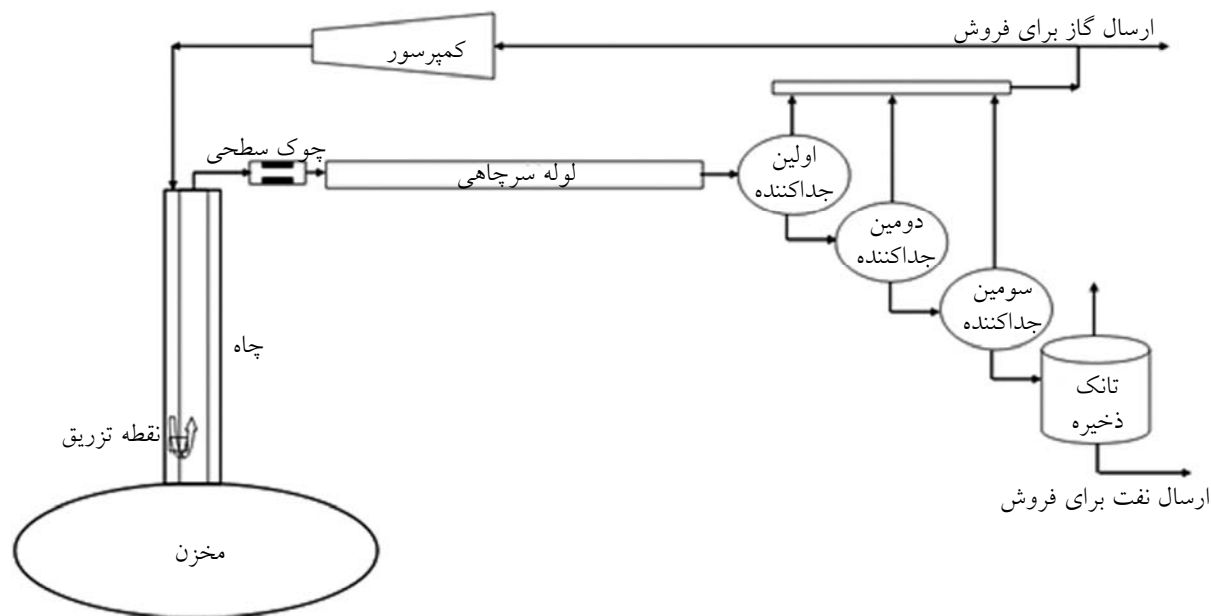 ارسال گاز برای فروش
کمپرسور
چوک سطحی
لوله سرچاهی
اولین
جداکننده
دومین
جداکننده
سومین
جداکننده
چاه
تانک
ذخیره
نقطه تزریق
ارسال نفت برای فروش
مخزن